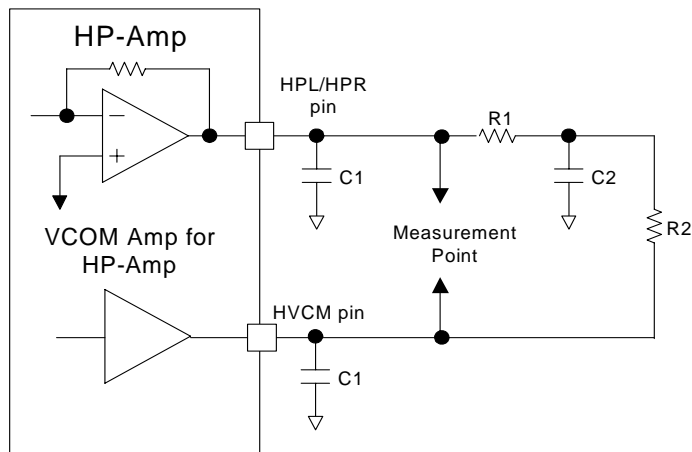 HP-Amp
HPL/HPR
pin
R1
−
+
C1
C2
R2
VCOM Amp for
HP-Amp
Measurement
Point
HVCM pin
C1